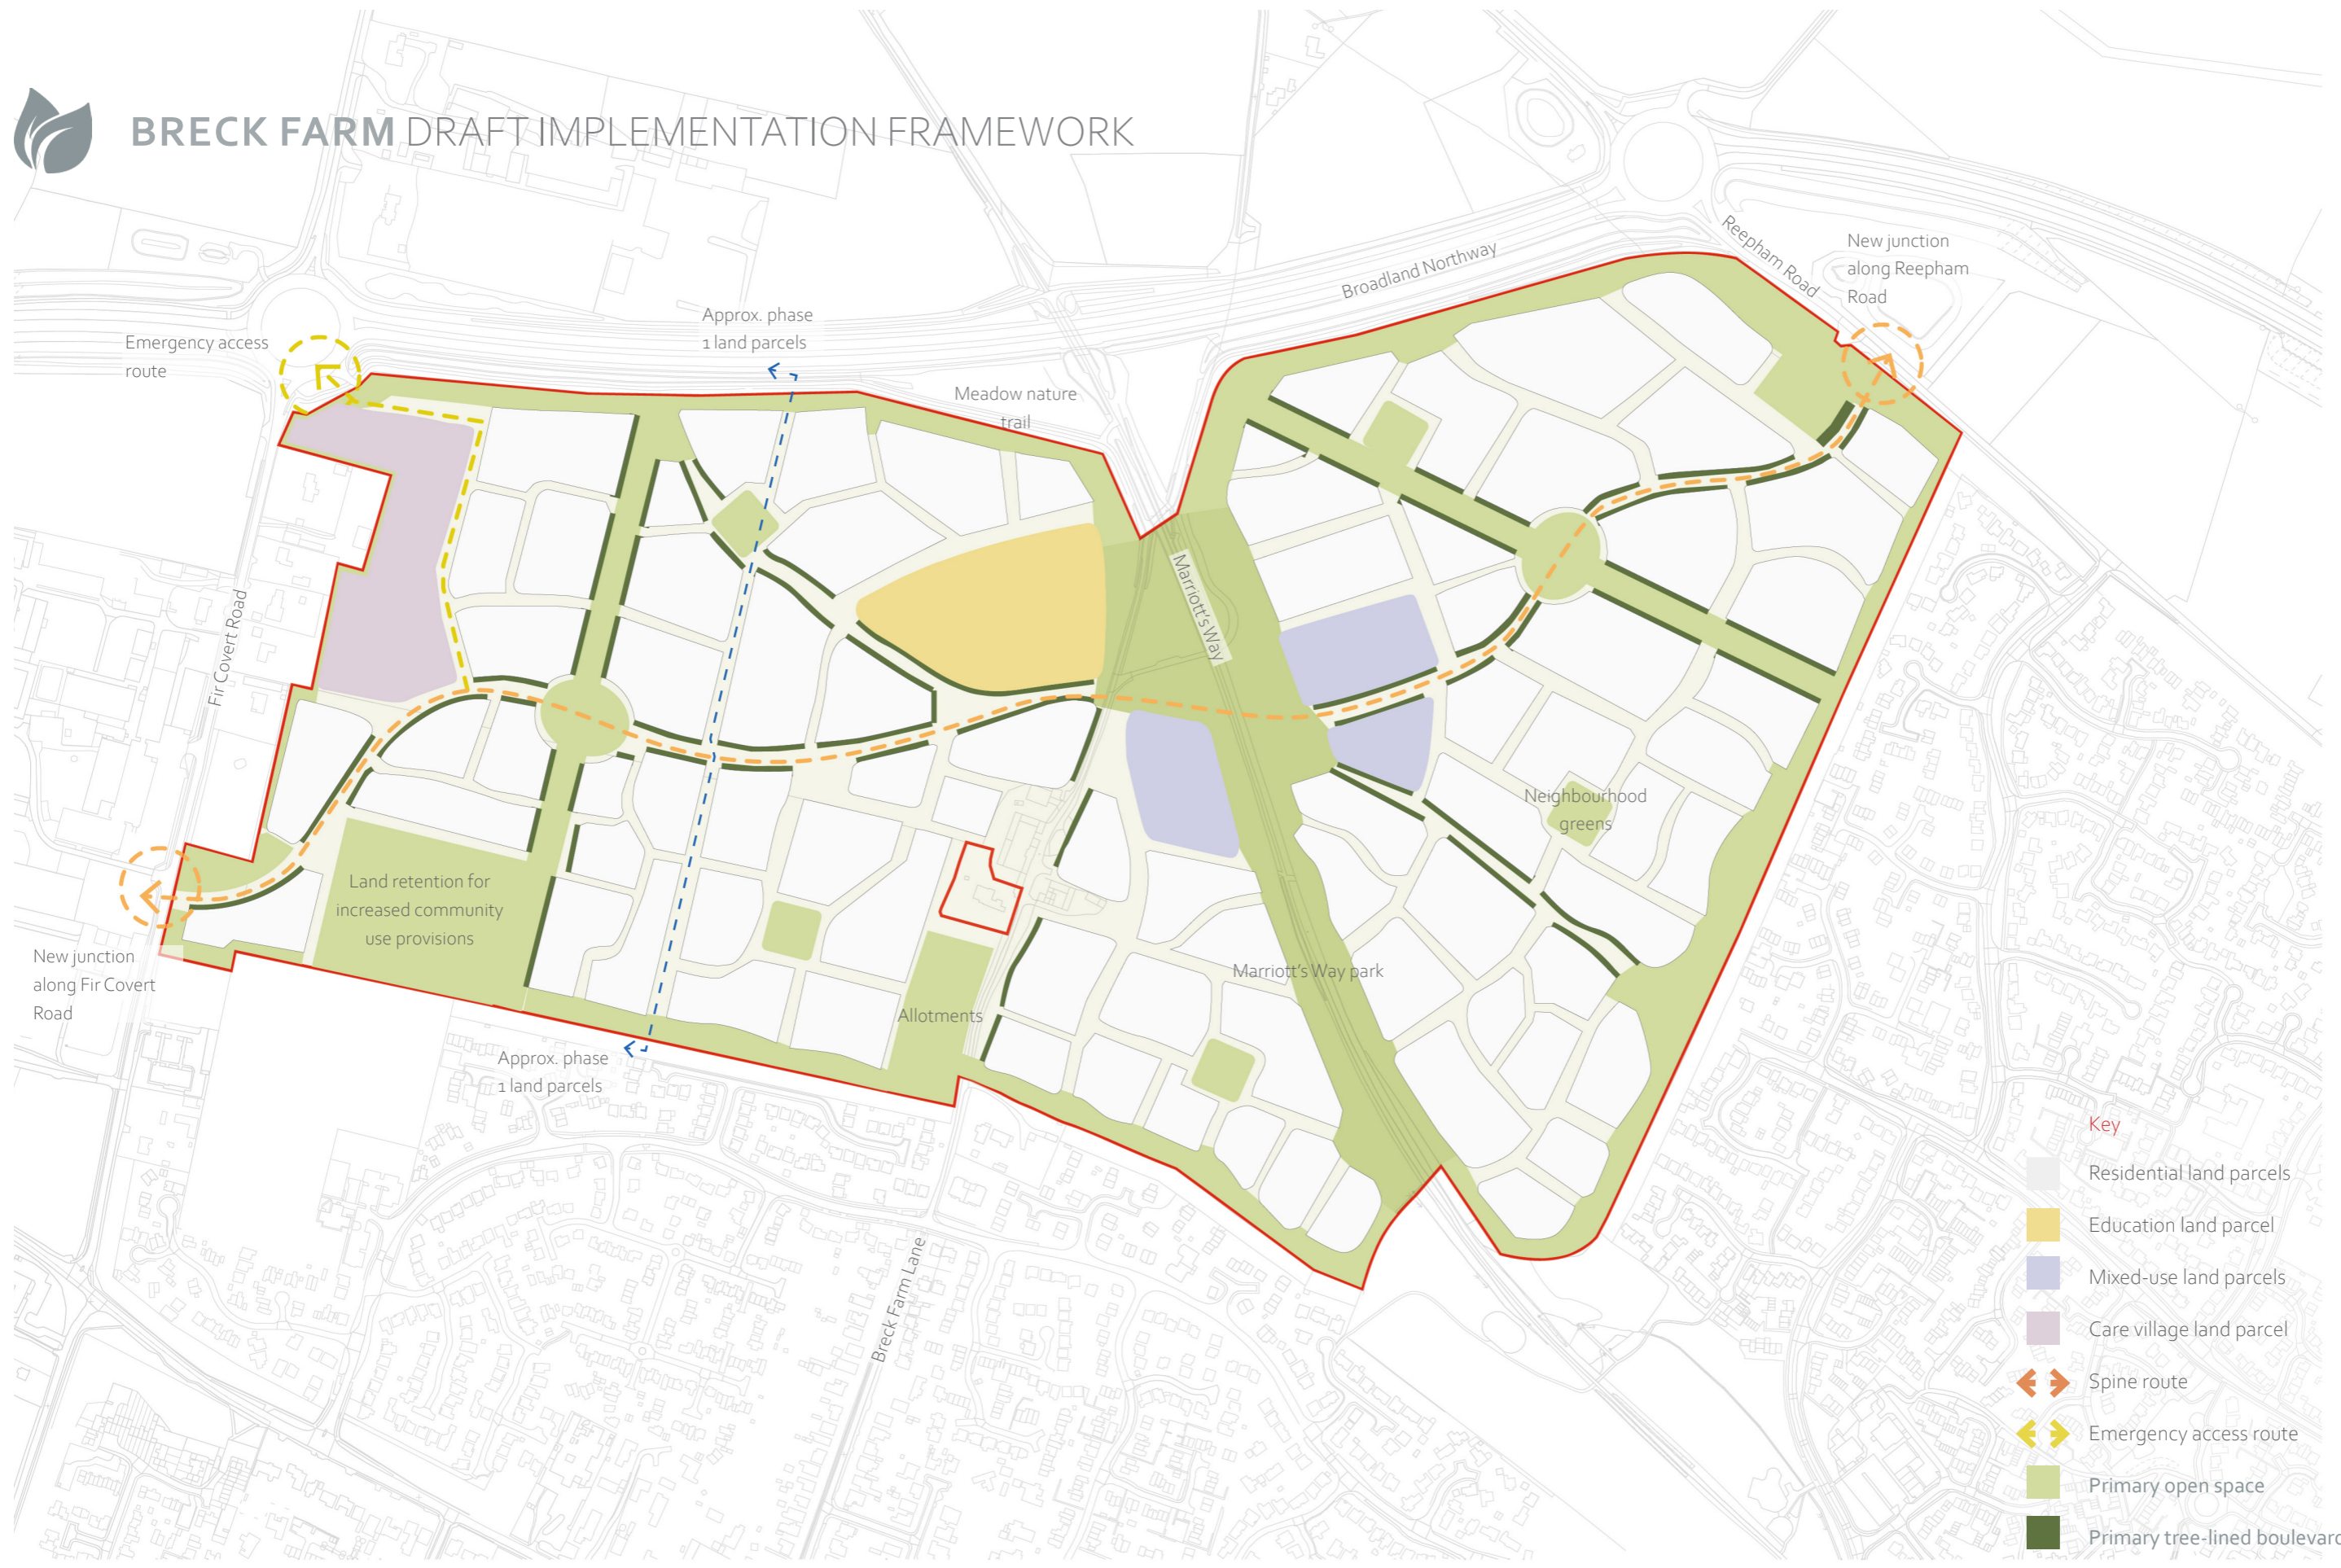 BRECK FARM DRAFT IMPLEMENTATION FRAMEWORK
Reepham Road
New junction
along Reepham
Road
Broadland Northway
Approx. phase
1 land parcels
Emergency access
route
Meadow nature
trail
Marriott's Way
Fir Covert Road
Neighbourhood
greens
Land retention for
increased community
use provisions
New junction
along Fir Covert
Road
Marriott's Way park
Allotments
Approx. phase
1 land parcels
Breck Farm Lane
Key
Residential land parcels
Education land parcel
Mixed-use land parcels
Care village land parcel
Spine route
Emergency access route
Primary open space
Primary tree-lined boulevard